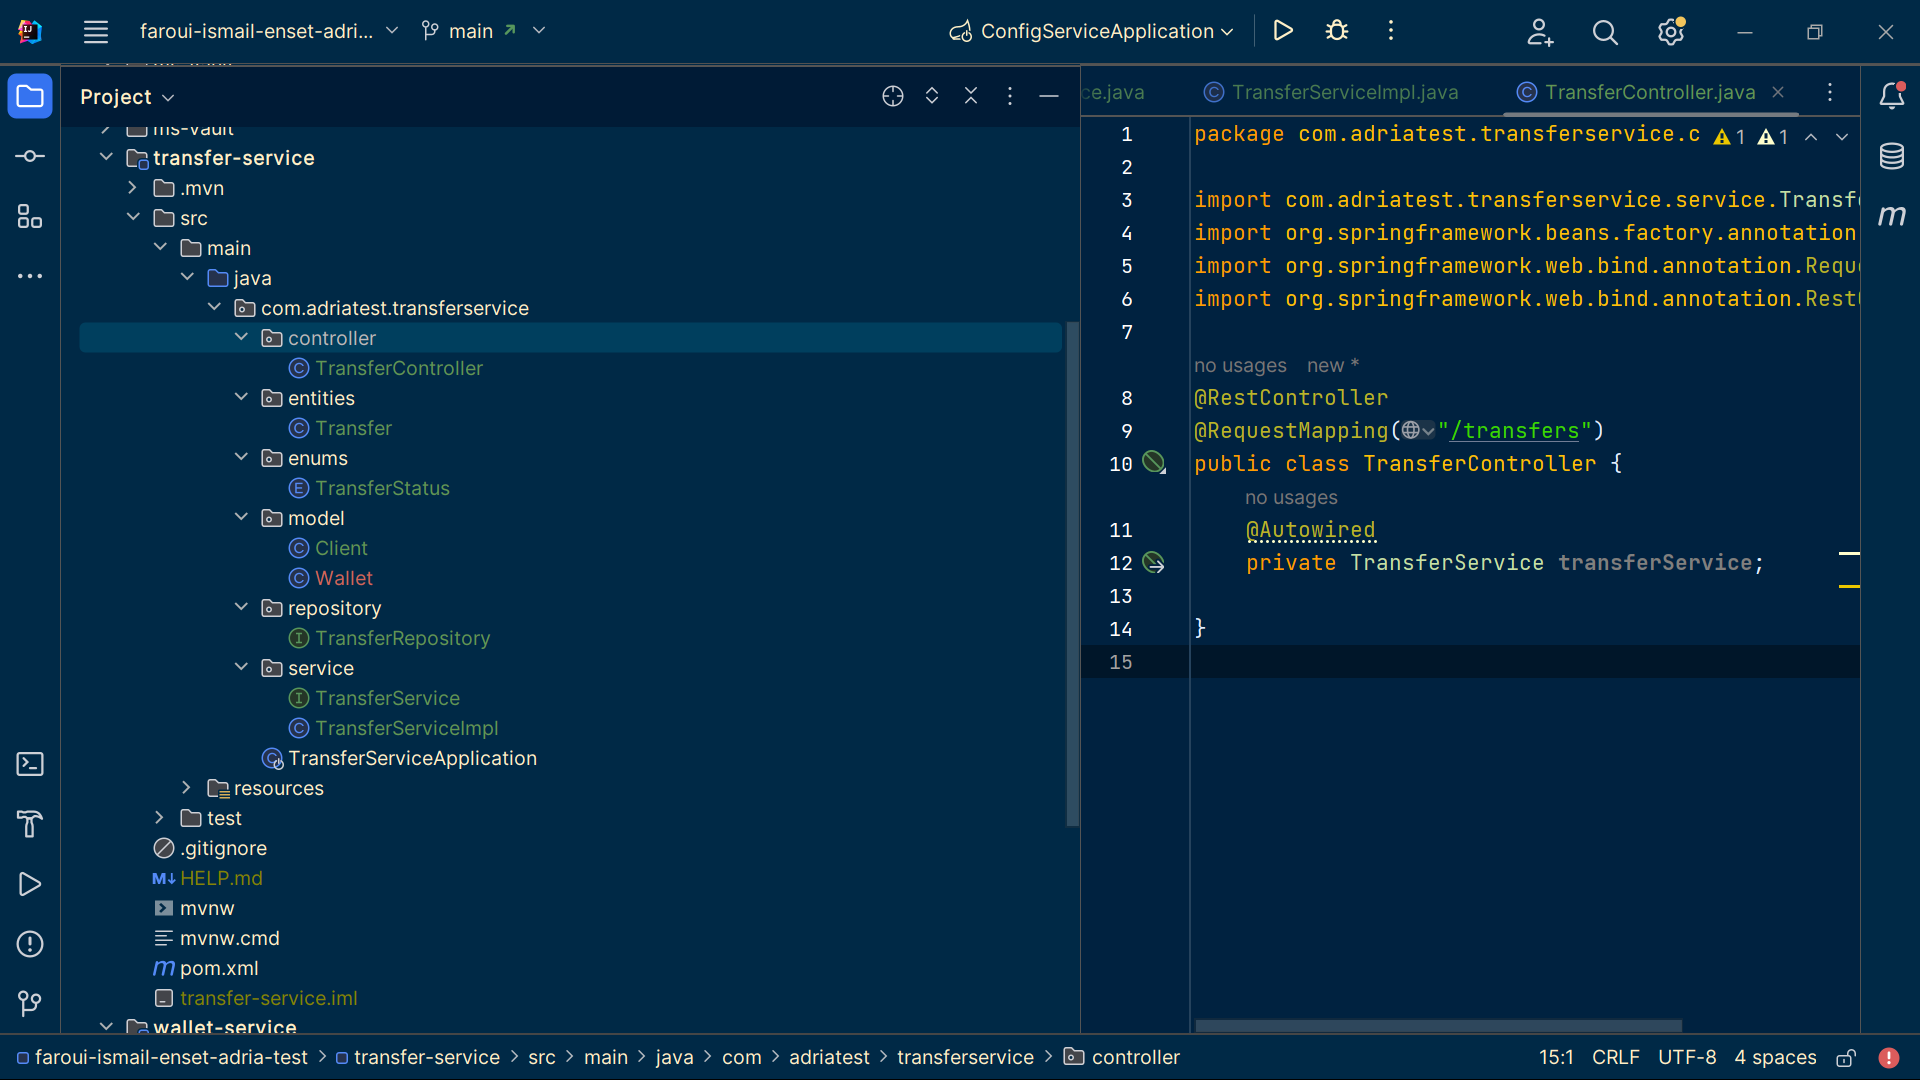 faroui-ismail-enset-adri...
main
ConfigServiceApplication
Project
ce.java
TransferServiceImpl.java
TransferController.java
ms-vault
transfer-service
.mvn
src
main
java
com.adriatest.transferservice
controller
TransferController
entities
Transfer
enums
TransferStatus
model
Client
Wallet
repository
TransferRepository
service
TransferService
TransferServiceImpl
TransferServiceApplication
resources
test
.gitignore
HELP.md
mvnw
mvnw.cmd
pom.xml
transfer-service.iml
wallet-service
1 package com.adriatest.transferservice.c 1 1
2
3 import com.adriatest.transferservice.service.Transf
4 import org.springframework.beans.factory.annotation
5 import org.springframework.web.bind.annotation.Requ
6 import org.springframework.web.bind.annotation.Rest
7
no usages new *
8 @RestController
9 @RequestMapping("/transfers")
10 public class TransferController {
no usages
11 @Autowired
12 private TransferService transferService;
13
14 }
15
faroui-ismail-enset-adria-test > transfer-service > src > main > java > com > adriatest > transferservice > controller
15:1 CRLF UTF-8 4 spaces